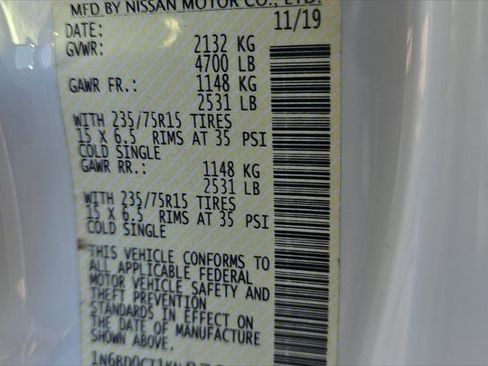 MFD BY NISSAN MOTOR CO., LTD.
DATE: 11/19
GVWR: 2132 KG
4700 LB
GAWR FR.: 1148 KG
2531 LB
WITH 235/75R15 TIRES
15 X 6.5 RIMS AT 35 PSI
COLD SINGLE
GAWR RR.: 1148 KG
2531 LB
WITH 235/75R15 TIRES
15 X 6.5 RIMS AT 35 PSI
COLD SINGLE
THIS VEHICLE CONFORMS TO
ALL APPLICABLE FEDERAL
MOTOR VEHICLE SAFETY AND
THEFT PREVENTION
STANDARDS IN EFFECT ON
THE DATE OF MANUFACTURE
SHOWN ABOVE.